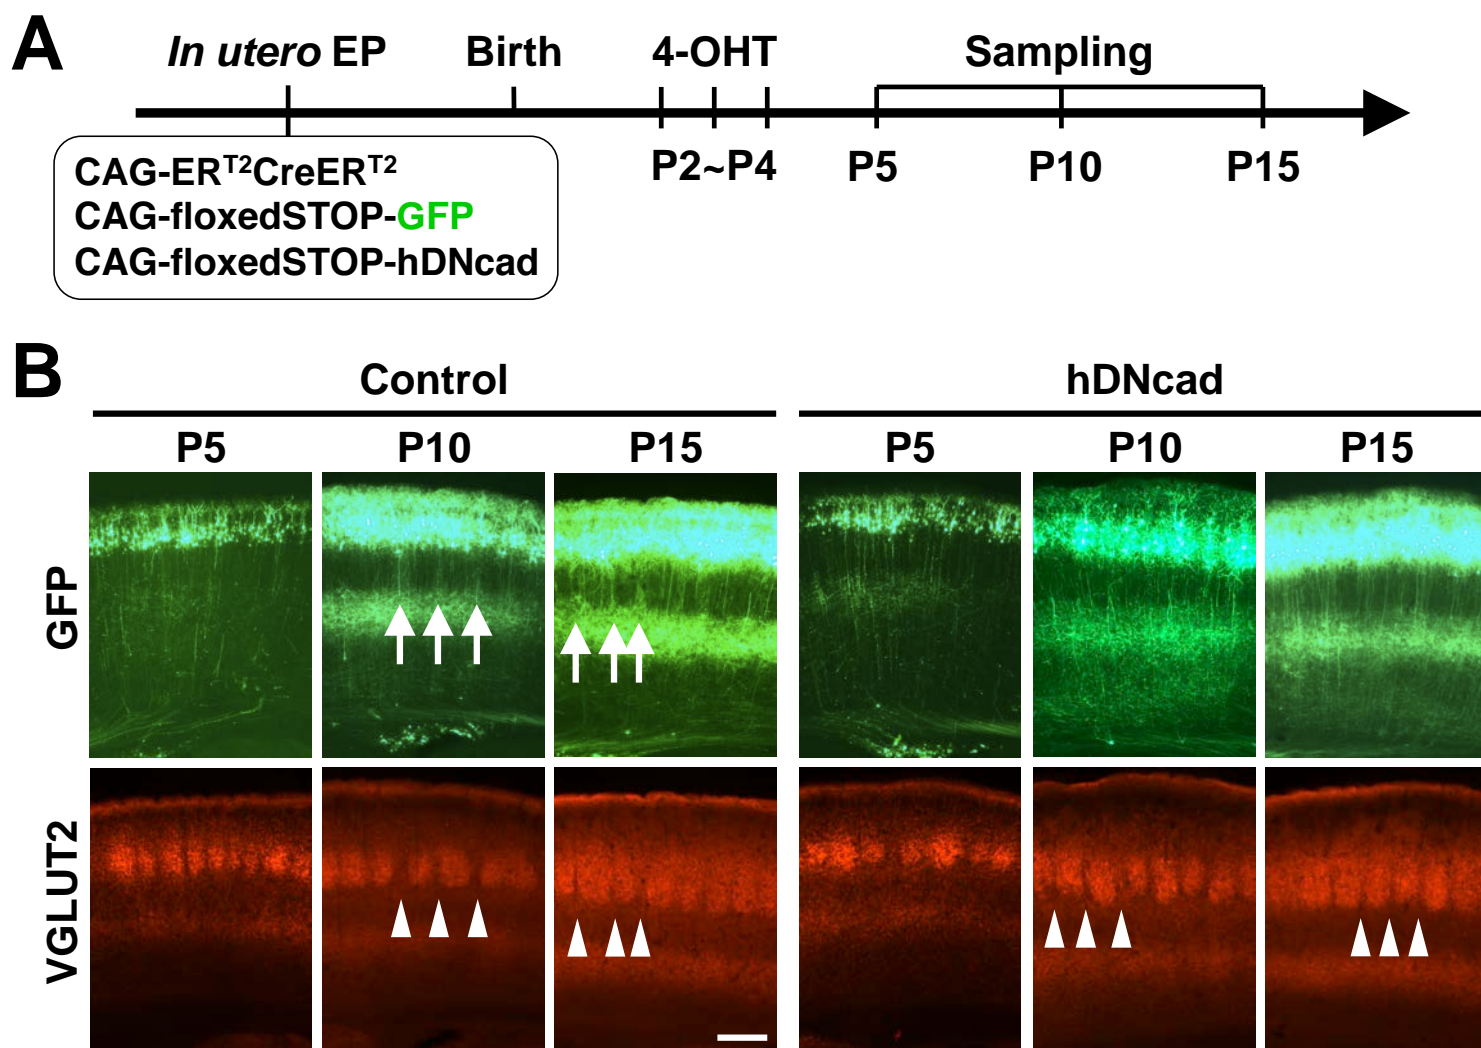 A
In utero EP Birth 4-OHT Sampling
P2~P4 P5 P10 P15
CAG-ERT2CreERT2
CAG-floxedSTOP-GFP
CAG-floxedSTOP-hDNcad
B
Control hDNcad
P5 P10 P15 P5 P10 P15
GFP
VGLUT2